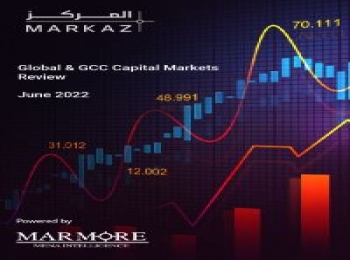 المركز
MARKAZ
Global & GCC Capital Markets
Review
June 2022
70.111
48.991
31.012
12.002
Powered by
MARMORE
MENA INTELLIGENCE